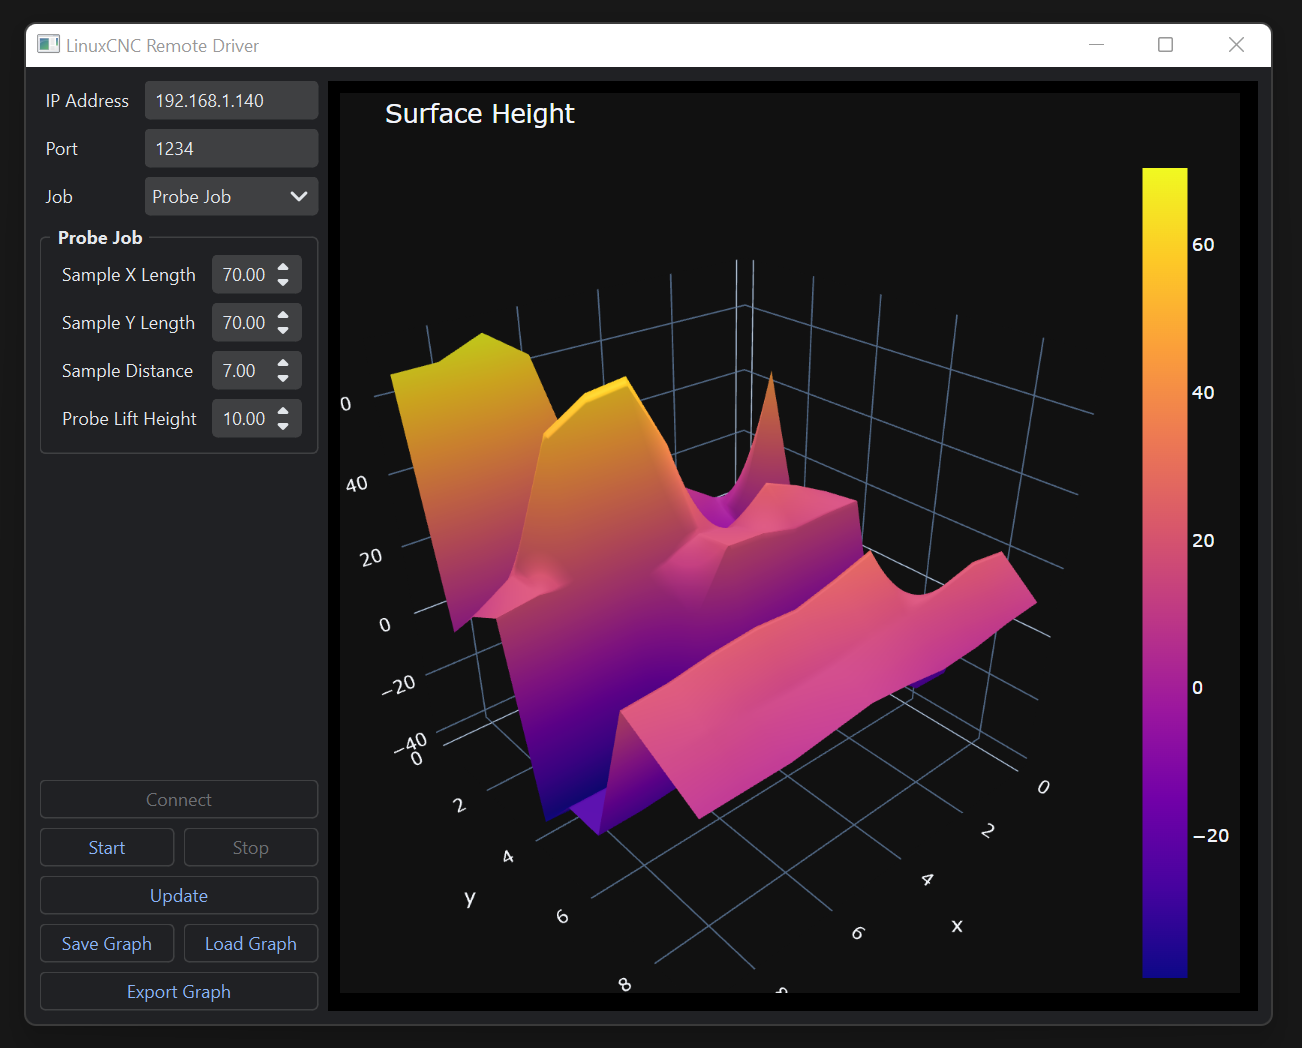 LinuxCNC Remote Driver
IP Address 192.168.1.140
Port 1234
Job Probe Job
Probe Job
Sample X Length 70.00
Sample Y Length 70.00
Sample Distance 7.00
Probe Lift Height 10.00
Connect
Start Stop
Update
Save Graph Load Graph
Export Graph
Surface Height
0
40
20
0
−20
−40
0
2
4
6
8
y
0
2
4
6
x
60
40
20
0
−20